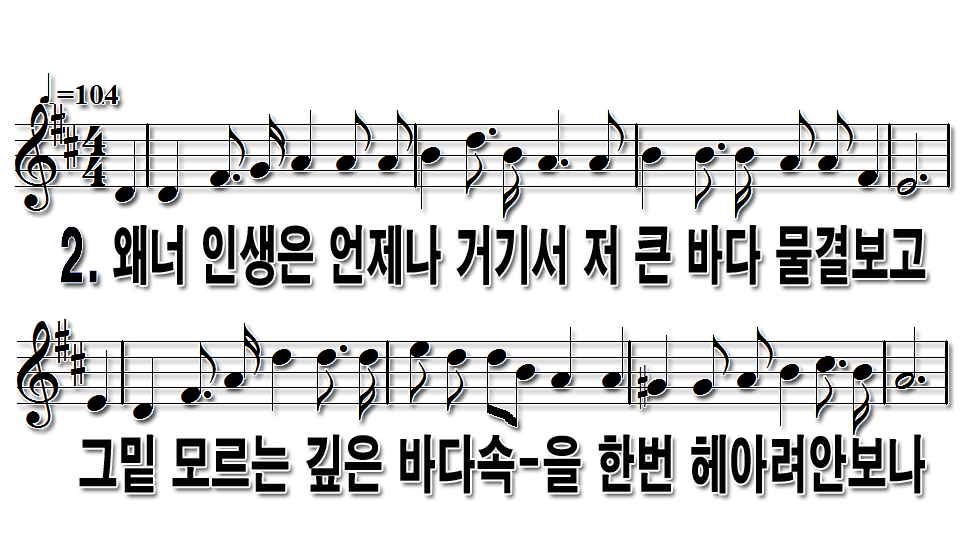 =104
4
4
2. 왜너 인생은 언제나 거기서 저 큰 바다 물결보고
그밑 모르는 깊은 바다속-을 한번 헤아려안보나